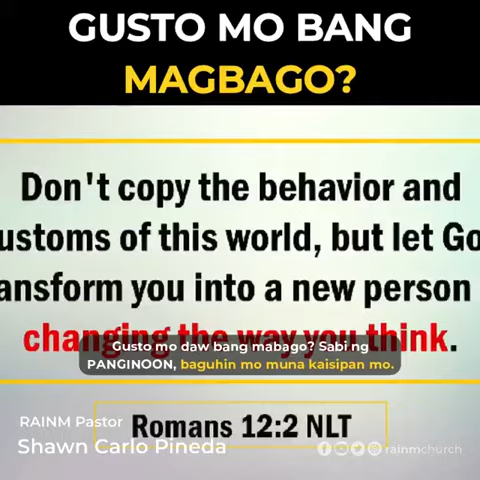 GUSTO MO BANG
MAGBAGO?
Don't copy the behavior and
ustoms of this world, but let Go
ansform you into a new person
changing the way you think.
Gusto mo daw bang mabago? Sabi ng
PANGINOON, baguhin mo muna kaisipan mo.
Romans 12:2 NLT
RAINM Pastor
Shawn Carlo Pineda
rainmchurch